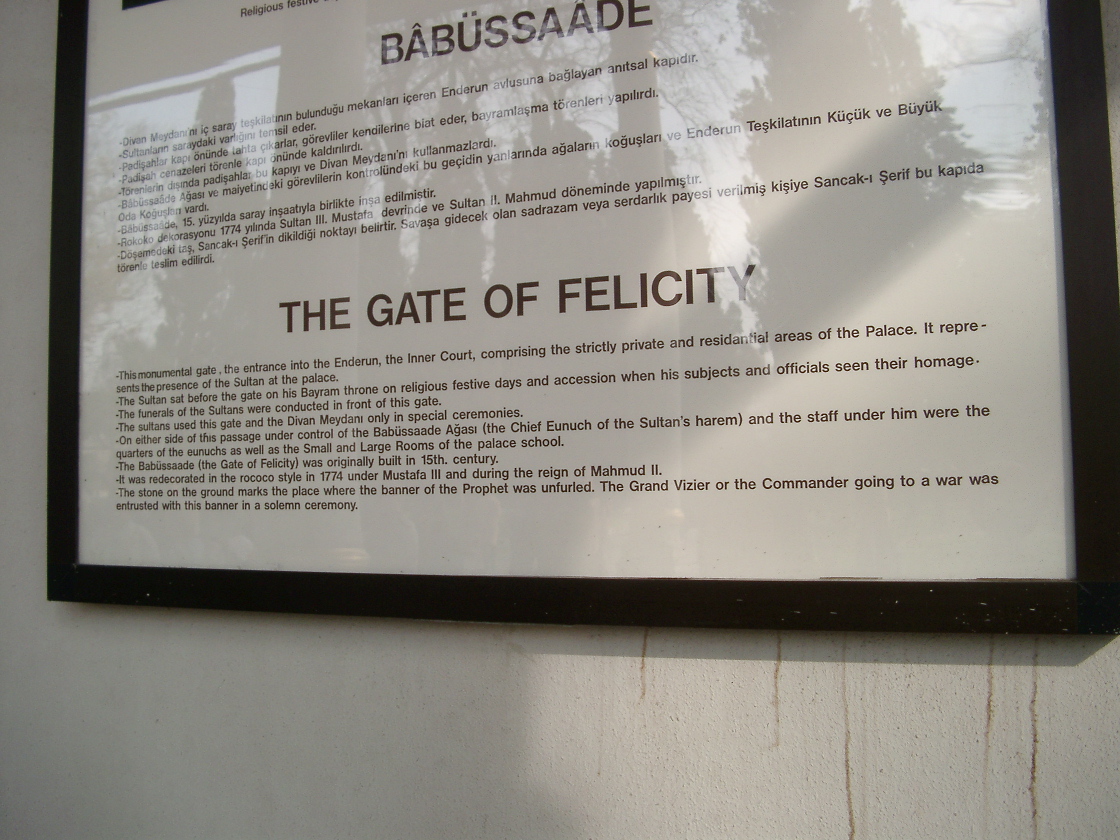 Religious festive
BÂBÜSSAÂDE
-Divan Meydanı'nı iç saray teşkilatının bulunduğu mekanları içeren Enderun avlusuna bağlayan anıtsal kapıdır.
-Sultanların saraydaki varlığını temsil eder.
-Padişahlar kapı önünde tahta çıkarlar, görevliler kendilerine biat eder, bayramlaşma törenleri yapılırdı.
-Padişah cenazeleri törenle kapı önünde kaldırılırdı.
-Törenlerin dışında padişahlar bu kapıyı ve Divan Meydanı'nı kullanmazlardı.
-Bâbüssaâde Ağası ve maiyetindeki görevlilerin kontrolündeki bu geçidin yanlarında ağaların koğuşları ve Enderun Teşkilatının Küçük ve Büyük
Oda Koğuşları vardı.
-Bâbüssaâde, 15. yüzyılda saray inşaatıyla birlikte inşa edilmiştir.
-Rokoko dekorasyonu 1774 yılında Sultan III. Mustafa devrinde ve Sultan II. Mahmud döneminde yapılmıştır.
-Döşemedeki taş, Sancak-ı Şerif'in dikildiği noktayı belirtir. Savaşa gidecek olan sadrazam veya serdarlık payesi verilmiş kişiye Sancak-ı Şerif bu kapıda
törenle teslim edilirdi.
THE GATE OF FELICITY
-This monumental gate, the entrance into the Enderun, the Inner Court, comprising the strictly private and residantial areas of the Palace. It repre-
sents the presence of the Sultan at the palace.
-The Sultan sat before the gate on his Bayram throne on religious festive days and accession when his subjects and officials seen their homage.
-The funerals of the Sultans were conducted in front of this gate.
-The sultans used this gate and the Divan Meydanı only in special ceremonies.
-On either side of this passage under control of the Babüssaade Ağası (the Chief Eunuch of the Sultan's harem) and the staff under him were the
quarters of the eunuchs as well as the Small and Large Rooms of the palace school.
-The Babüssaade (the Gate of Felicity) was originally built in 15th. century.
-It was redecorated in the rococo style in 1774 under Mustafa III and during the reign of Mahmud II.
-The stone on the ground marks the place where the banner of the Prophet was unfurled. The Grand Vizier or the Commander going to a war was
entrusted with this banner in a solemn ceremony.